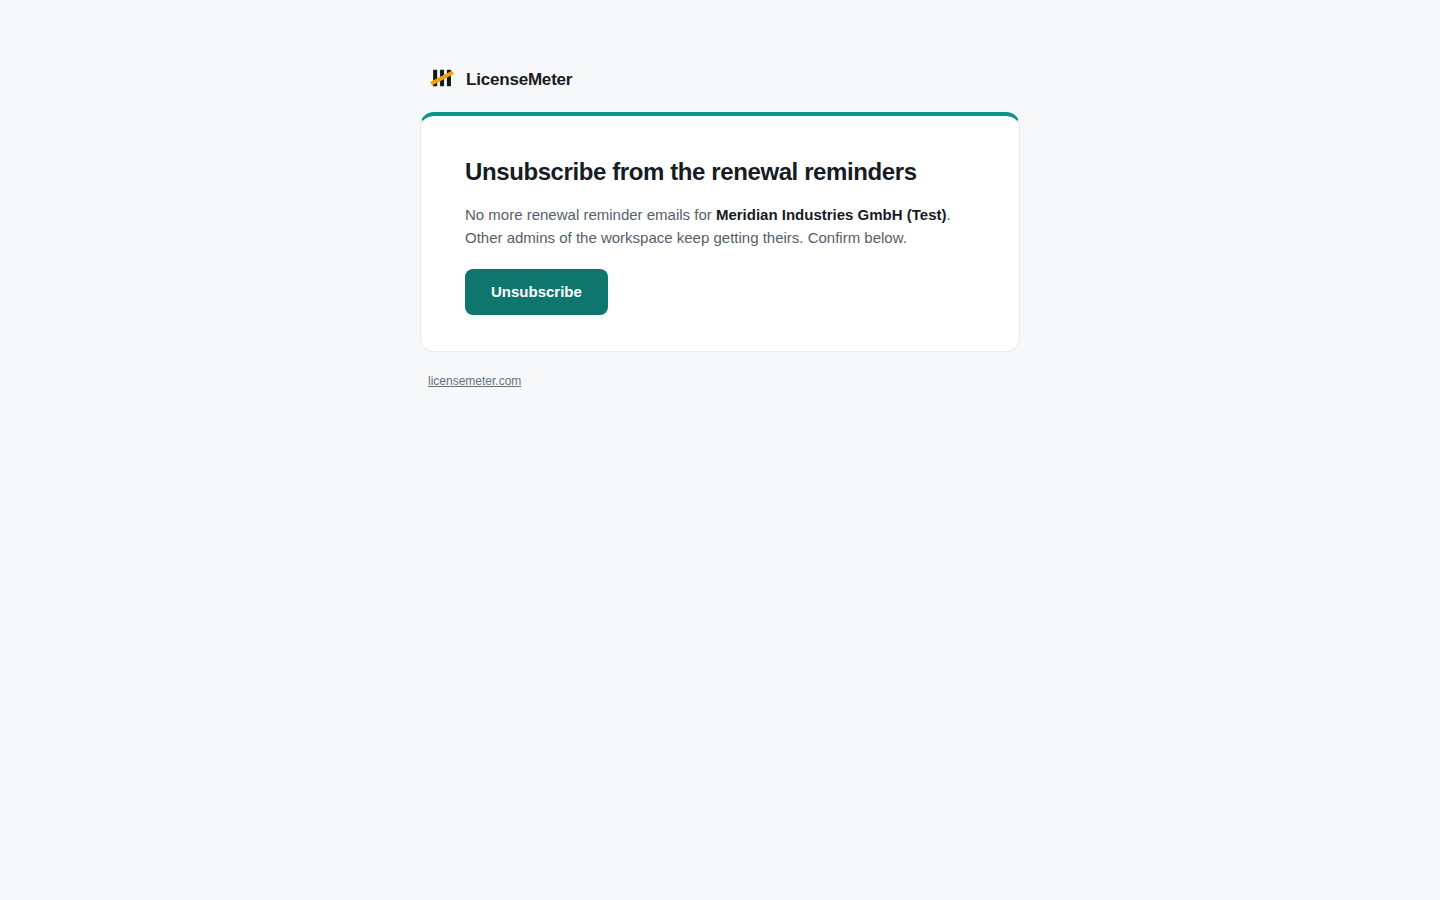 LicenseMeter
Unsubscribe from the renewal reminders
No more renewal reminder emails for Meridian Industries GmbH (Test).
Other admins of the workspace keep getting theirs. Confirm below.
Unsubscribe
licensemeter.com